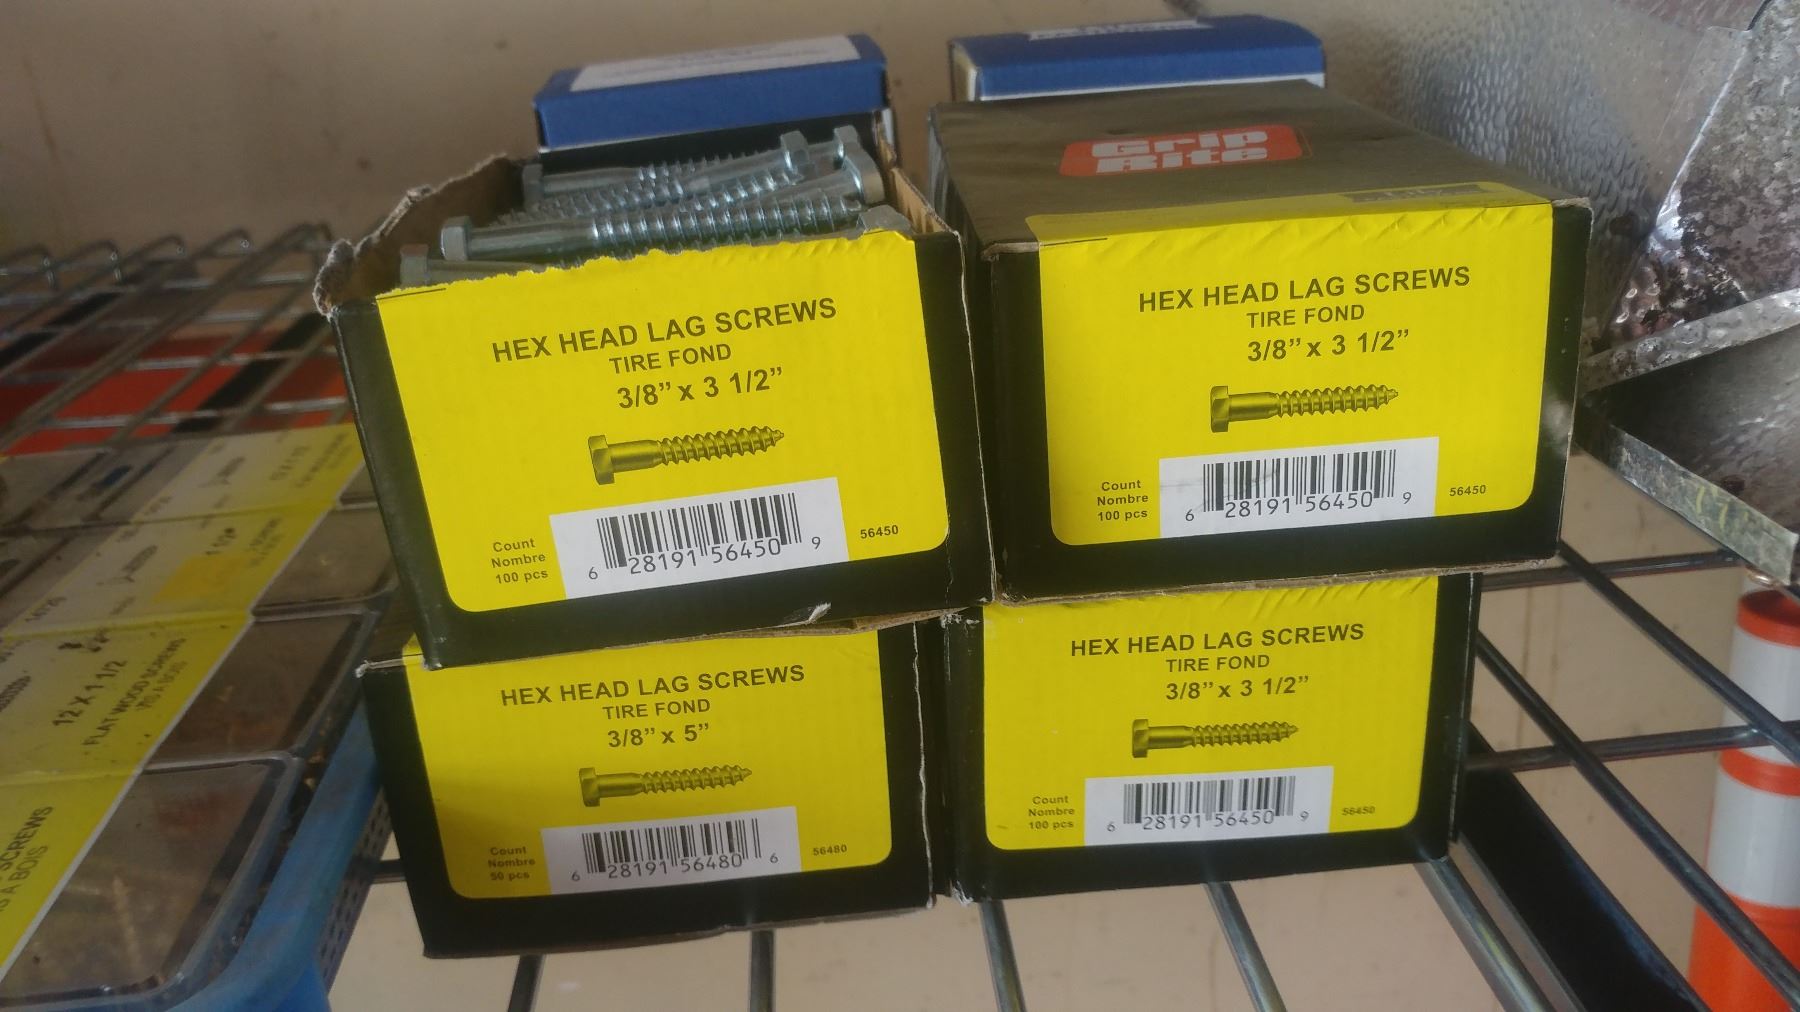 Grip
Rite
HEX HEAD LAG SCREWS
TIRE FOND
3/8” x 3 1/2”
Count
Nombre
100 pcs
6 28191 56450 9
56450
HEX HEAD LAG SCREWS
TIRE FOND
3/8” x 3 1/2”
Count
Nombre
100 pcs
6 28191 56450 9
56450
HEX HEAD LAG SCREWS
TIRE FOND
3/8” x 5”
Count
Nombre
50 pcs
6 28191 56480 6
56480
HEX HEAD LAG SCREWS
TIRE FOND
3/8” x 3 1/2”
Count
Nombre
100 pcs
6 28191 56450 9
56450
12 X 1 1/2
FLAT WOOD SCREWS
VIS A BOIS
SCREWS
A BOIS